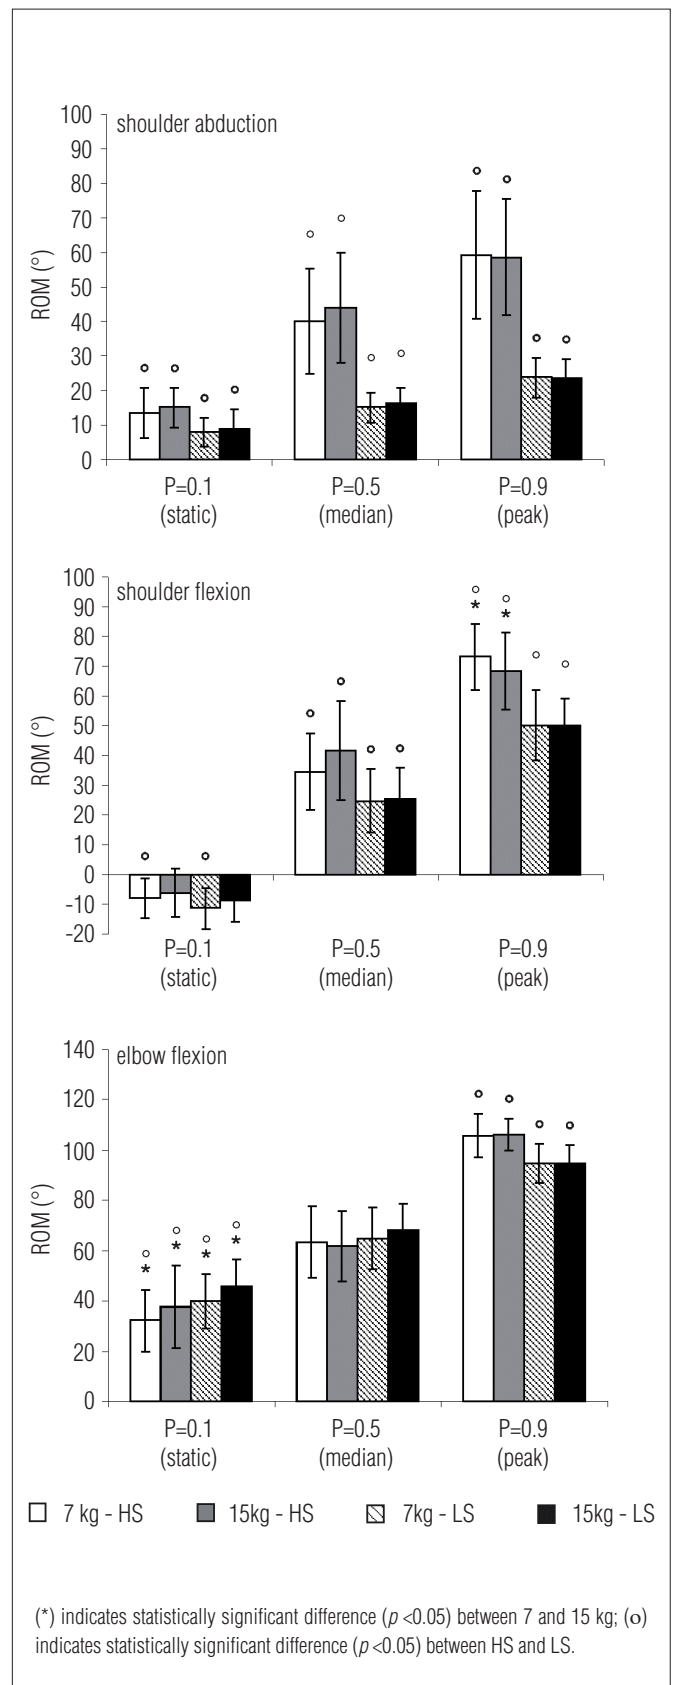 shoulder abduction
100
90
80
70
60
50
40
30
20
10
0
ROM (°)
P=0.1 P=0.5 P=0.9
(static) (median) (peak)
shoulder flexion
100
90
80
70
60
50
40
30
20
10
0
-10
-20
ROM (°)
* *
P=0.1 P=0.5 P=0.9
(static) (median) (peak)
elbow flexion
140
120
100
80
60
40
20
0
ROM (°)
* * * *
P=0.1 P=0.5 P=0.9
(static) (median) (peak)
7 kg - HS 15kg - HS 7kg - LS 15kg - LS
(*) indicates statistically significant difference (p <0.05) between 7 and 15 kg; (o)
indicates statistically significant difference (p <0.05) between HS and LS.